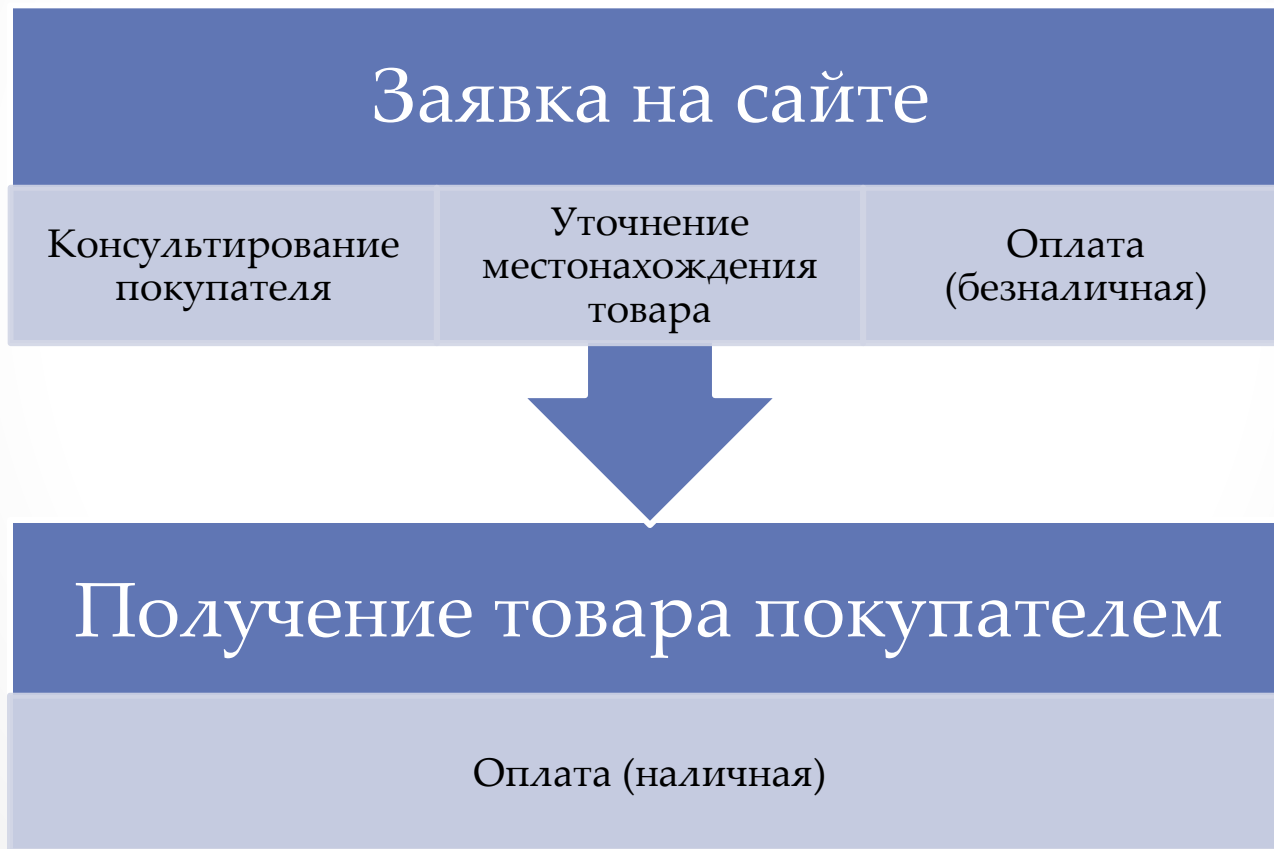 Заявка на сайте
Консультирование
покупателя
Уточнение
местонахождения
товара
Оплата
(безналичная)
Получение товара покупателем
Оплата (наличная)